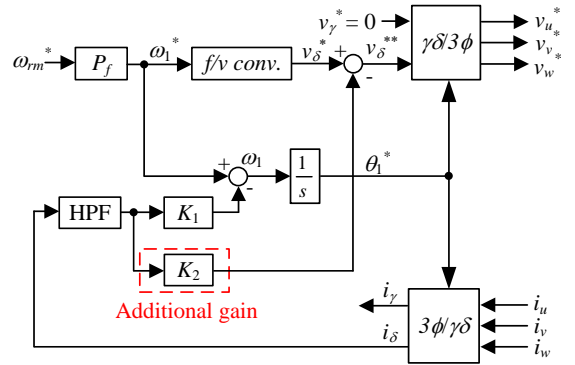 v_γ^* = 0
v_u^*
v_v^*
v_w^*
ω_rm^*
P_f
ω_1^*
f/v conv.
v_δ^*
+
-
v_δ^**
γδ/3ϕ
+
-
ω_1
1/s
θ_1^*
HPF
K_1
K_2
Additional gain
i_γ
i_δ
3ϕ/γδ
i_u
i_v
i_w